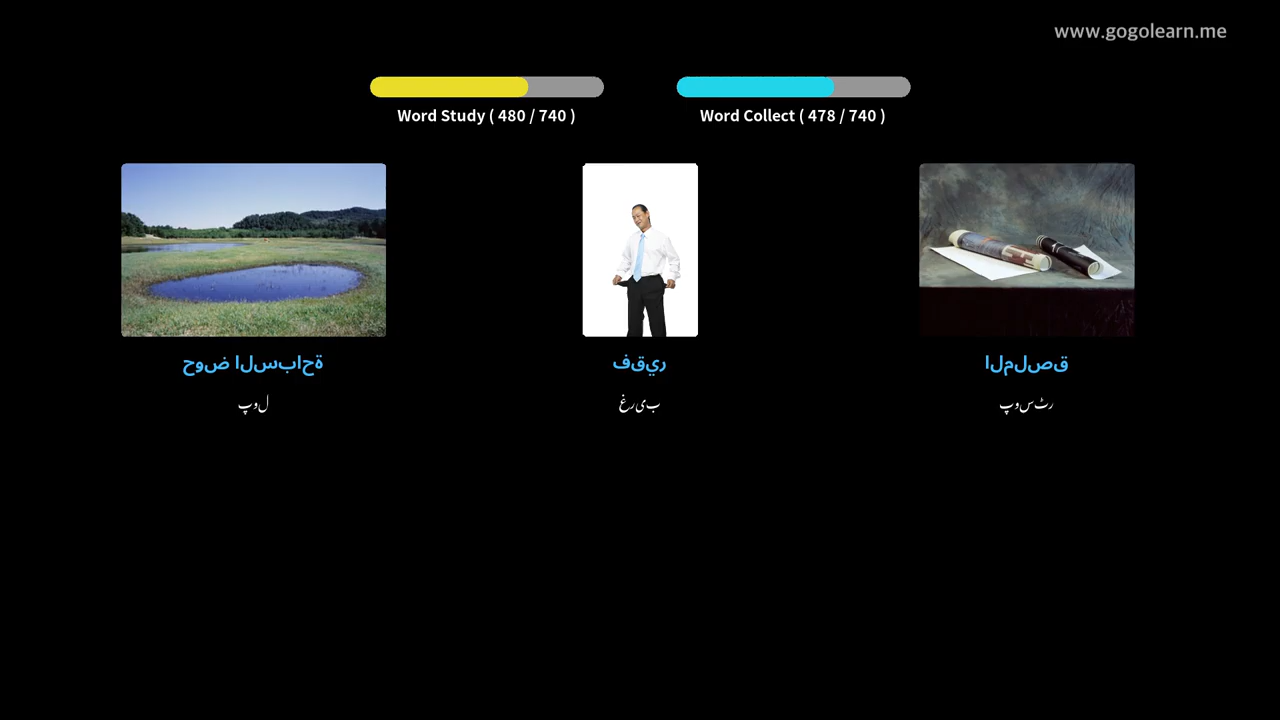 www.gogolearn.me
Word Study ( 480 / 740 )
Word Collect ( 478 / 740 )
حوض السباحة
فقير
الملصق
پول
غریب
پوسٹر